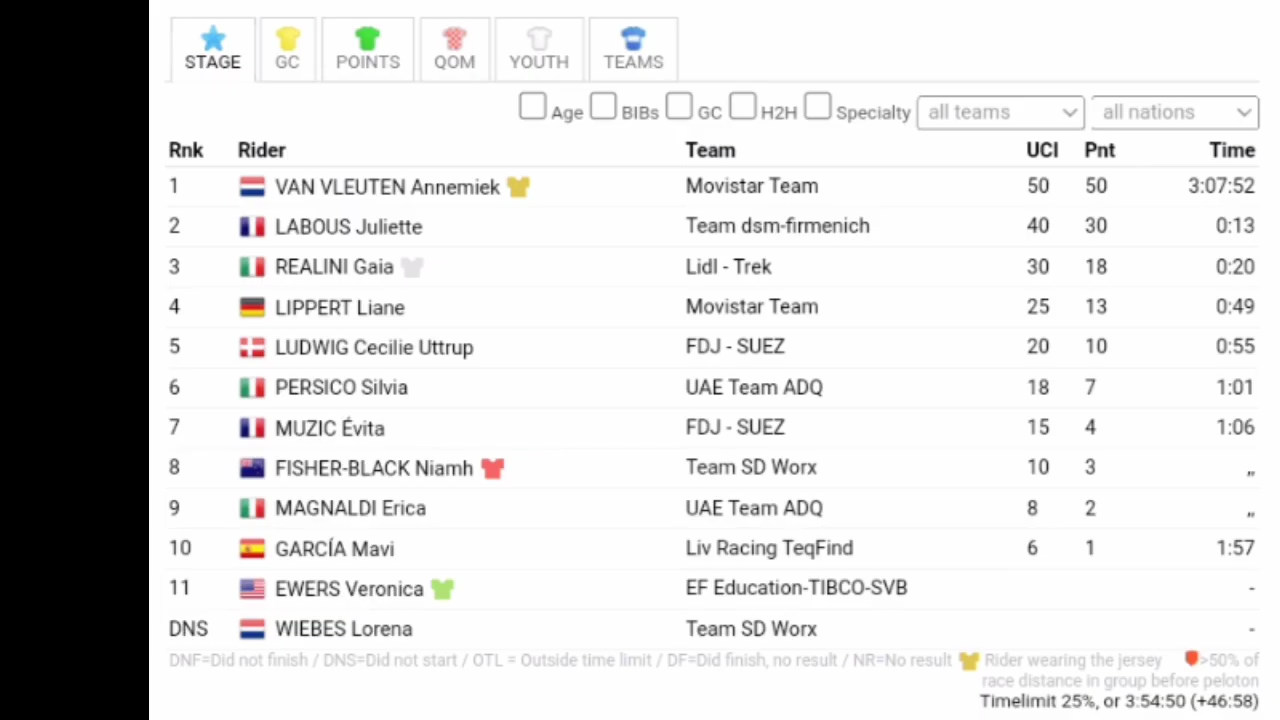 STAGE GC POINTS QOM YOUTH TEAMS
Age BIBs GC H2H Specialty all teams all nations
Rnk Rider Team UCI Pnt Time
1 VAN VLEUTEN Annemiek Movistar Team 50 50 3:07:52
2 LABOUS Juliette Team dsm-firmenich 40 30 0:13
3 REALINI Gaia Lidl - Trek 30 18 0:20
4 LIPPERT Liane Movistar Team 25 13 0:49
5 LUDWIG Cecilie Uttrup FDJ - SUEZ 20 10 0:55
6 PERSICO Silvia UAE Team ADQ 18 7 1:01
7 MUZIC Évita FDJ - SUEZ 15 4 1:06
8 FISHER-BLACK Niamh Team SD Worx 10 3 ,,
9 MAGNALDI Erica UAE Team ADQ 8 2 ,,
10 GARCÍA Mavi Liv Racing TeqFind 6 1 1:57
11 EWERS Veronica EF Education-TIBCO-SVB -
DNS WIEBES Lorena Team SD Worx -
DNF=Did not finish / DNS=Did not start / OTL = Outside time limit / DF=Did finish, no result / NR=No result Rider wearing the jersey >50% of
race distance in group before peloton
Timelimit 25%, or 3:54:50 (+46:58)